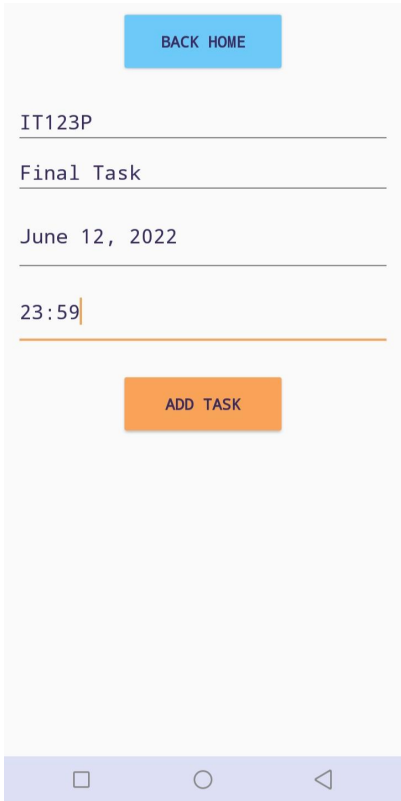 BACK HOME
IT123P
Final Task
June 12, 2022
23:59
ADD TASK